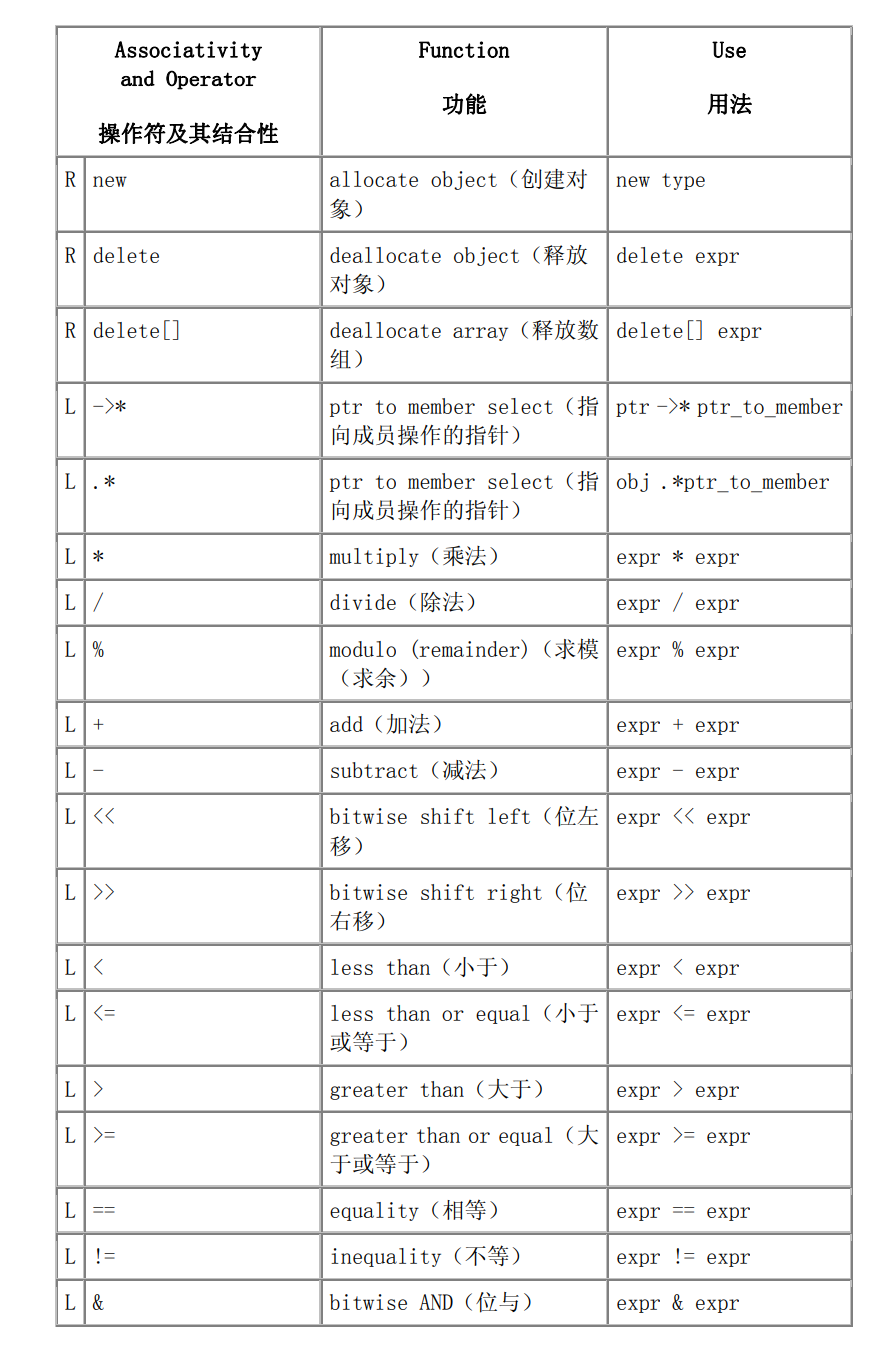 Associativity
and Operator
操作符及其结合性
Function
功能
Use
用法
R new allocate object（创建对 new type
象）
R delete deallocate object（释放 delete expr
对象）
R delete[] deallocate array（释放数 delete[] expr
组）
L ->* ptr to member select（指 ptr ->* ptr_to_member
向成员操作的指针）
L .* ptr to member select（指 obj .*ptr_to_member
向成员操作的指针）
L * multiply（乘法） expr * expr
L / divide（除法） expr / expr
L % modulo (remainder)（求模 expr % expr
（求余））
L + add（加法） expr + expr
L - subtract（减法） expr - expr
L << bitwise shift left（位左 expr << expr
移）
L >> bitwise shift right（位 expr >> expr
右移）
L < less than（小于） expr < expr
L <= less than or equal（小于 expr <= expr
或等于）
L > greater than（大于） expr > expr
L >= greater than or equal（大 expr >= expr
于或等于）
L == equality（相等） expr == expr
L != inequality（不等） expr != expr
L & bitwise AND（位与） expr & expr